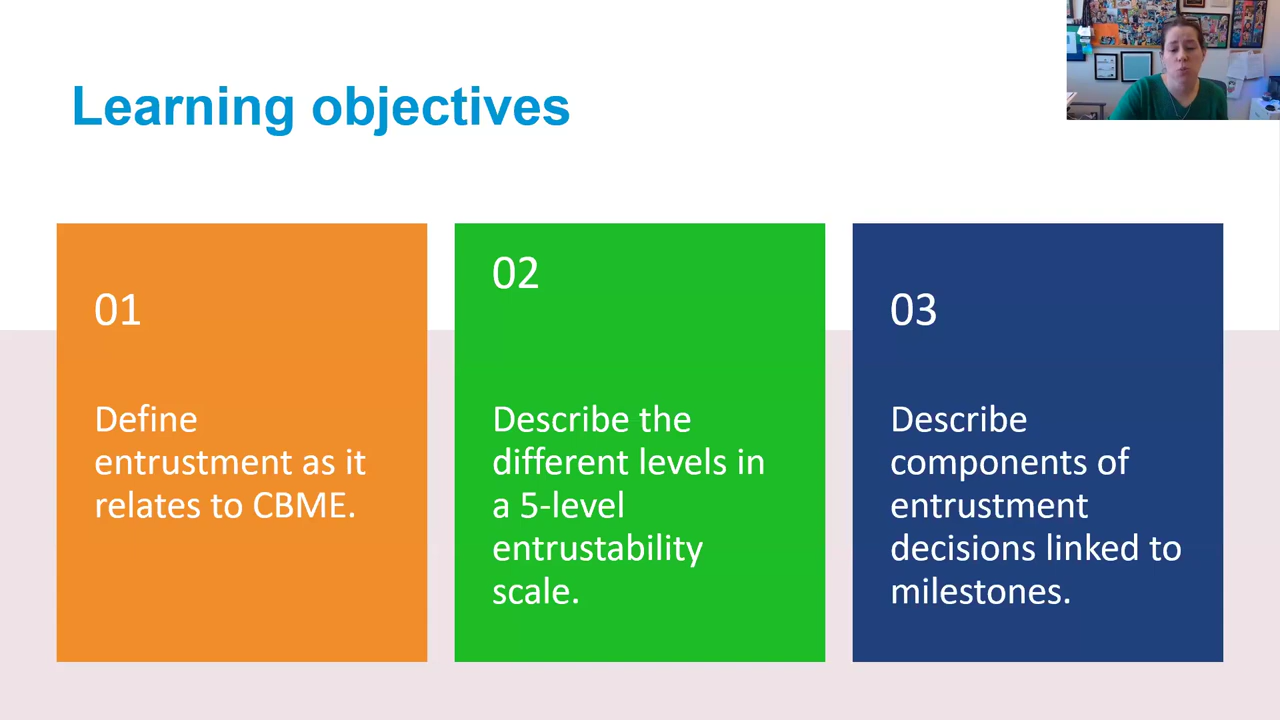 Learning objectives
01
Define
entrustment as it
relates to CBME.
02
Describe the
different levels in
a 5-level
entrustability
scale.
03
Describe
components of
entrustment
decisions linked to
milestones.